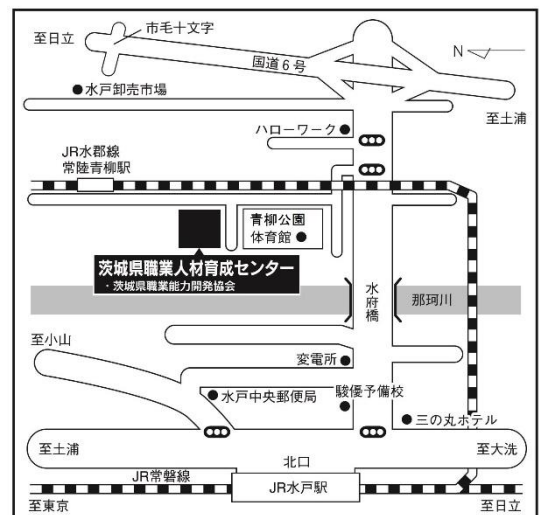 至日立
市毛十文字
国道6号
N
水戸卸売市場
至土浦
ハローワーク
JR水郡線
常陸青柳駅
青柳公園
体育館
茨城県職業人材育成センター
・茨城県職業能力開発協会
水府橋
那珂川
至小山
変電所
水戸中央郵便局
駿優予備校
三の丸ホテル
至土浦
北口
至大洗
JR常磐線
JR水戸駅
至東京
至日立